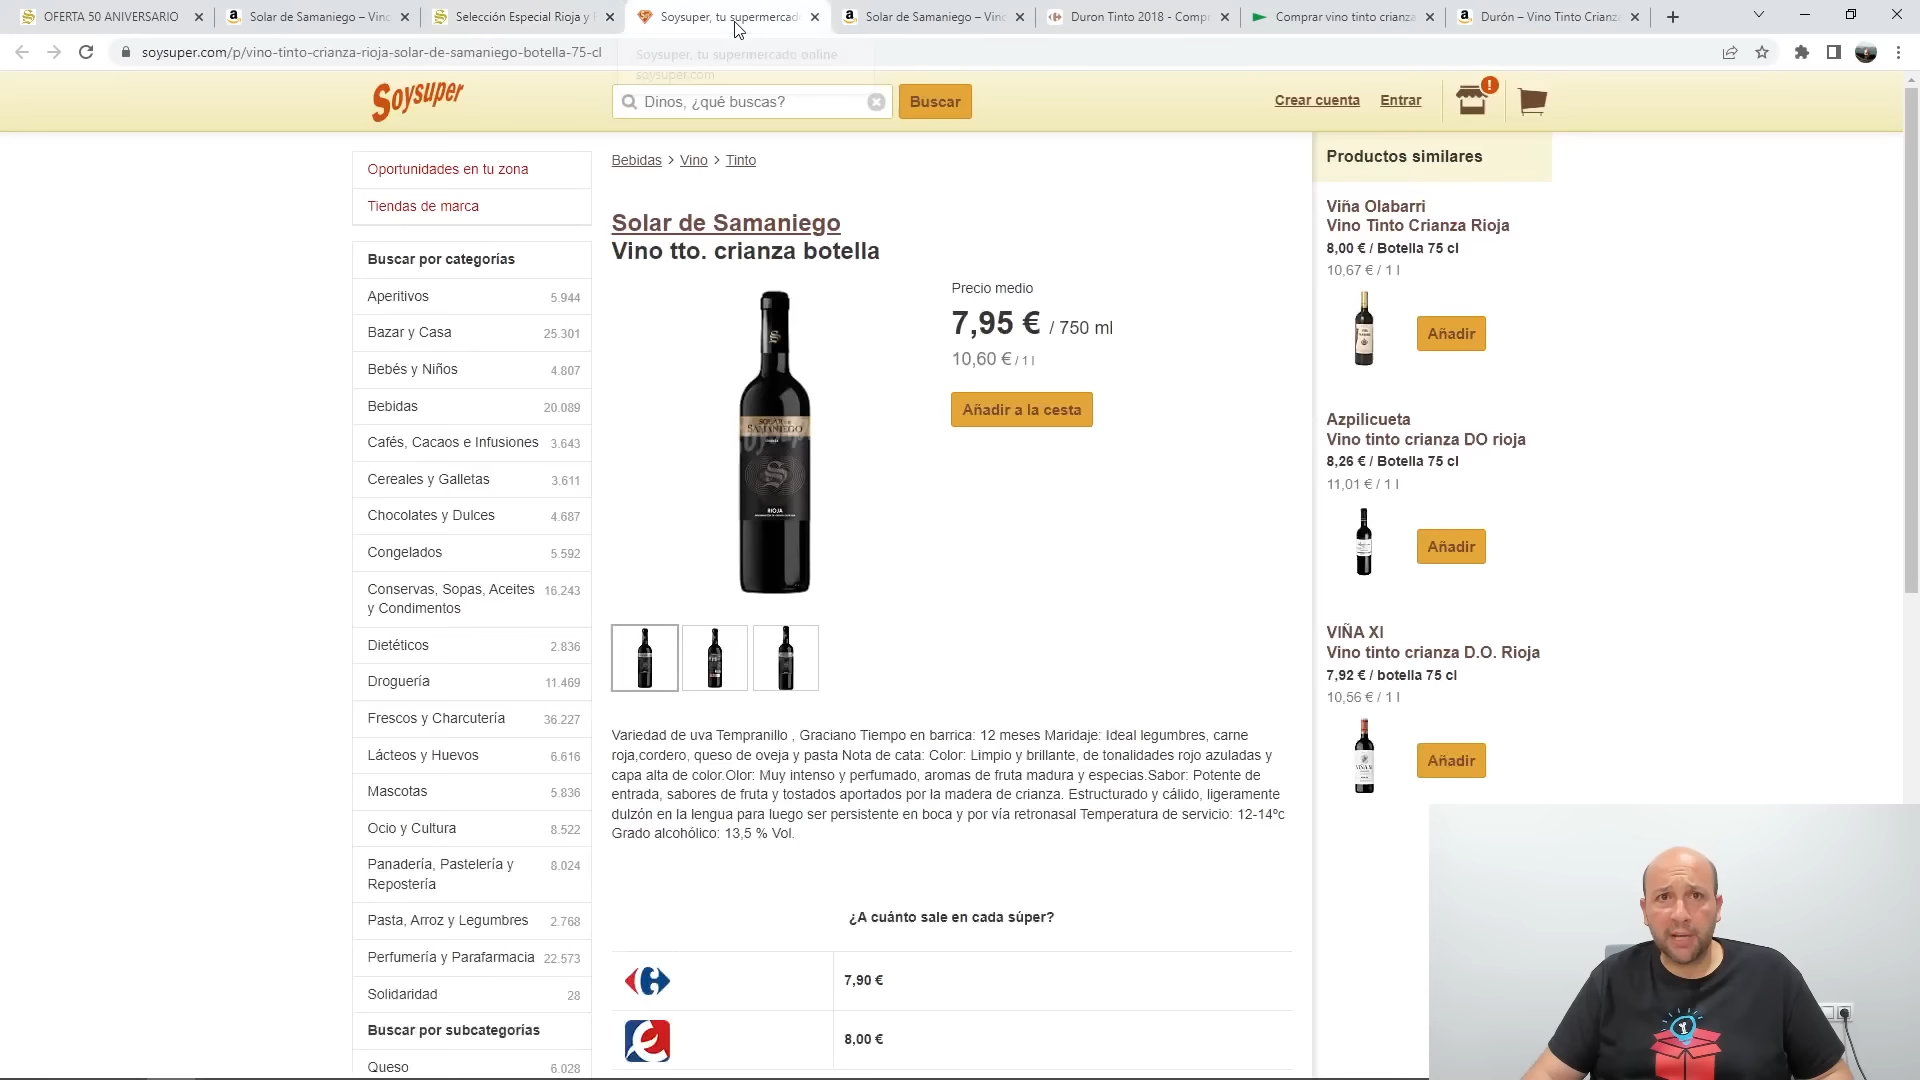 OFERTA 50 ANIVERSARIO
Solar de Samaniego – Vino
Selección Especial Rioja y
Soysuper, tu supermercado
Solar de Samaniego – Vino
Duron Tinto 2018 - Compr
Comprar vino tinto crianza
Durón – Vino Tinto Crianz
soysuper.com/p/vino-tinto-crianza-rioja-solar-de-samaniego-botella-75-cl
Soysuper, tu supermercado online
soysuper.com
Soysuper
Dinos, ¿qué buscas?
Buscar
Crear cuenta
Entrar
!
Oportunidades en tu zona
Tiendas de marca
Buscar por categorías
Aperitivos 5.944
Bazar y Casa 25.301
Bebés y Niños 4.807
Bebidas 20.089
Cafés, Cacaos e Infusiones 3.643
Cereales y Galletas 3.611
Chocolates y Dulces 4.687
Congelados 5.592
Conservas, Sopas, Aceites 16.243
y Condimentos
Dietéticos 2.836
Droguería 11.469
Frescos y Charcutería 36.227
Lácteos y Huevos 6.616
Mascotas 5.836
Ocio y Cultura 8.522
Panadería, Pastelería y 8.024
Repostería
Pasta, Arroz y Legumbres 2.768
Perfumería y Parafarmacia 22.573
Solidaridad 28
Buscar por subcategorías
Queso 6.028
Bebidas > Vino > Tinto
Solar de Samaniego
Vino tto. crianza botella
SOLAR DE
SAMANIEGO
CRIANZA
RIOJA
Precio medio
7,95 € / 750 ml
10,60 € / 1 l
Añadir a la cesta
Variedad de uva Tempranillo , Graciano Tiempo en barrica: 12 meses Maridaje: Ideal legumbres, carne
roja,cordero, queso de oveja y pasta Nota de cata: Color: Limpio y brillante, de tonalidades rojo azuladas y
capa alta de color.Olor: Muy intenso y perfumado, aromas de fruta madura y especias.Sabor: Potente de
entrada, sabores de fruta y tostados aportados por la madera de crianza. Estructurado y cálido, ligeramente
dulzón en la lengua para luego ser persistente en boca y por vía retronasal Temperatura de servicio: 12-14ºc
Grado alcohólico: 13,5 % Vol.
¿A cuánto sale en cada súper?
7,90 €
8,00 €
Productos similares
Viña Olabarri
Vino Tinto Crianza Rioja
8,00 € / Botella 75 cl
10,67 € / 1 l
Añadir
Azpilicueta
Vino tinto crianza DO rioja
8,26 € / Botella 75 cl
11,01 € / 1 l
Añadir
VIÑA XI
Vino tinto crianza D.O. Rioja
7,92 € / botella 75 cl
10,56 € / 1 l
Añadir